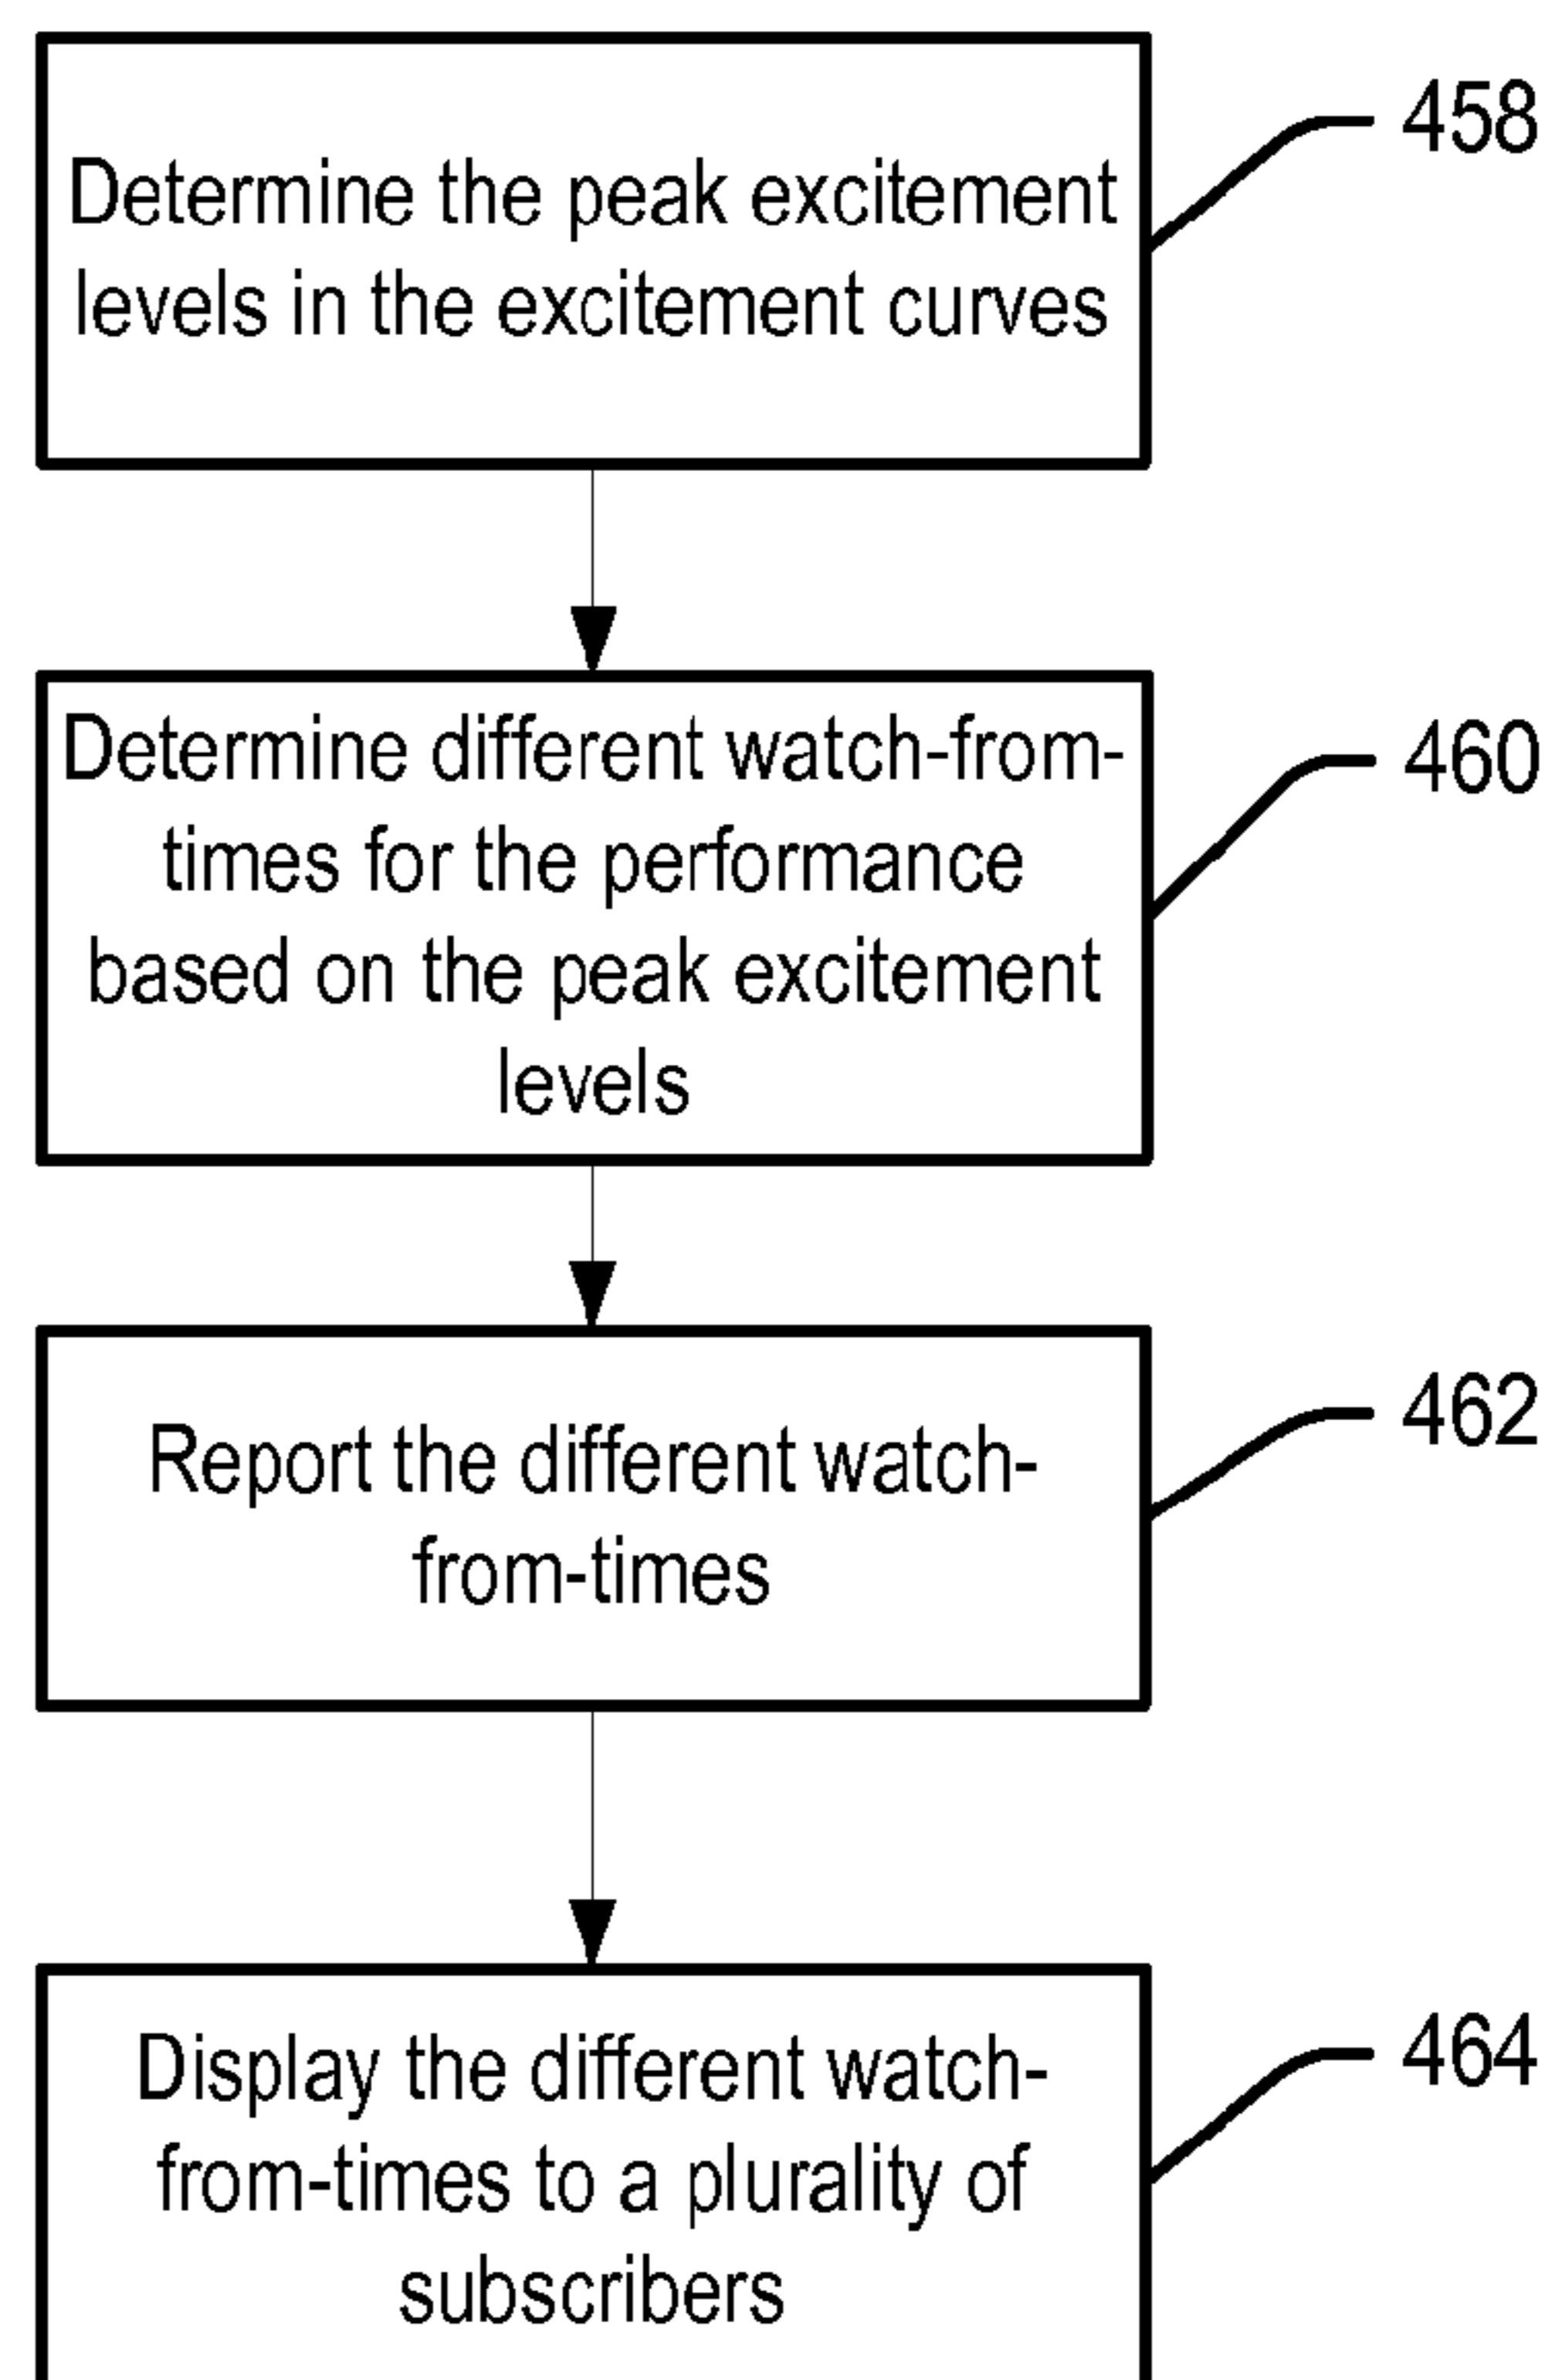 Determine the peak excitement
levels in the excitement curves
458
Determine different watch-from-
times for the performance
based on the peak excitement
levels
460
Report the different watch-
from-times
462
Display the different watch-
from-times to a plurality of
subscribers
464